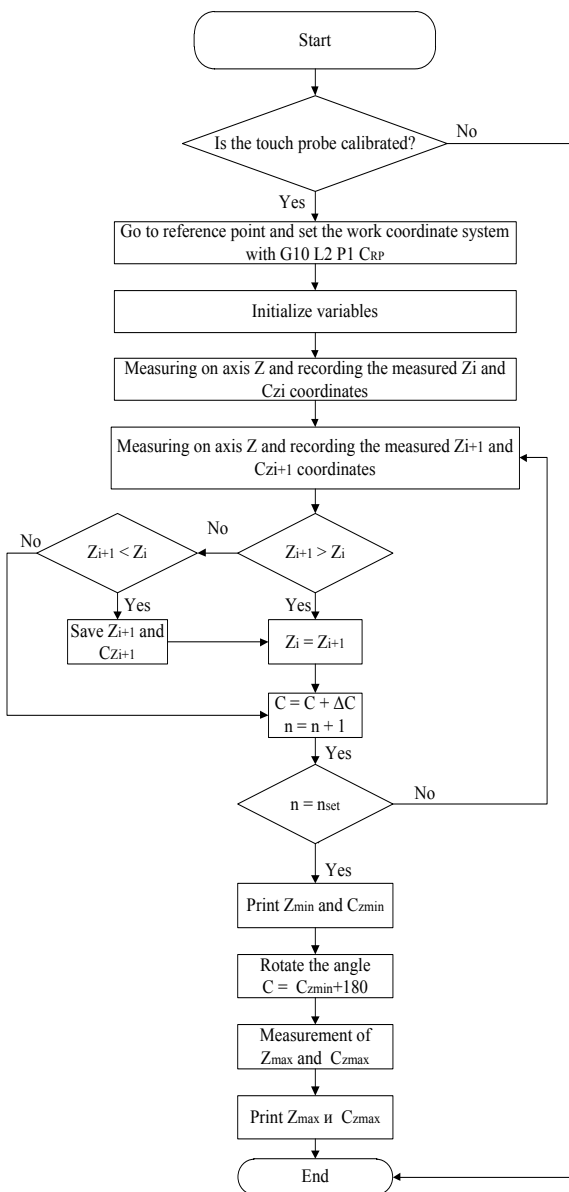 Start
Is the touch probe calibrated?
No
Yes
Go to reference point and set the work coordinate system
with G10 L2 P1 CRP
Initialize variables
Measuring on axis Z and recording the measured Zi and
Czi coordinates
Measuring on axis Z and recording the measured Zi+1 and
Czi+1 coordinates
No
Zi+1 < Zi
No
Zi+1 > Zi
Yes
Yes
Save Zi+1 and
CZi+1
Zi = Zi+1
C = C + ΔC
n = n + 1
Yes
n = nset
No
Yes
Print Zmin and Czmin
Rotate the angle
C = Czmin+180
Measurement of
Zmax and Czmax
Print Zmax и Czmax
End